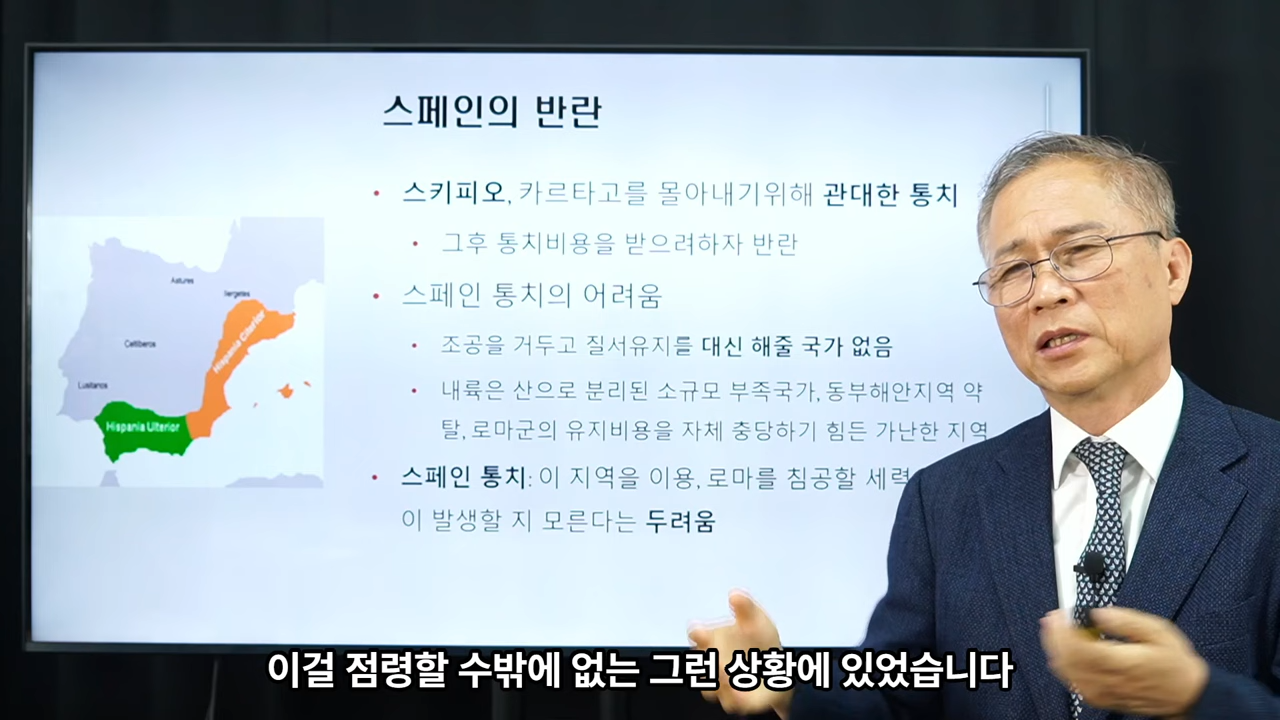 스페인의 반란
• 스키피오, 카르타고를 몰아내기위해 관대한 통치
• 그후 통치비용을 받으려하자 반란
• 스페인 통치의 어려움
• 조공을 거두고 질서유지를 대신 해줄 국가 없음
• 내륙은 산으로 분리된 소규모 부족국가, 동부해안지역 약
탈, 로마군의 유지비용을 자체 충당하기 힘든 가난한 지역
• 스페인 통치: 이 지역을 이용, 로마를 침공할 세력
이 발생할 지 모른다는 두려움
Astures
Ilergetes
Hispania Citerior
Celtiberos
Lusitanos
Hispania Ulterior
이걸 점령할 수밖에 없는 그런 상황에 있었습니다